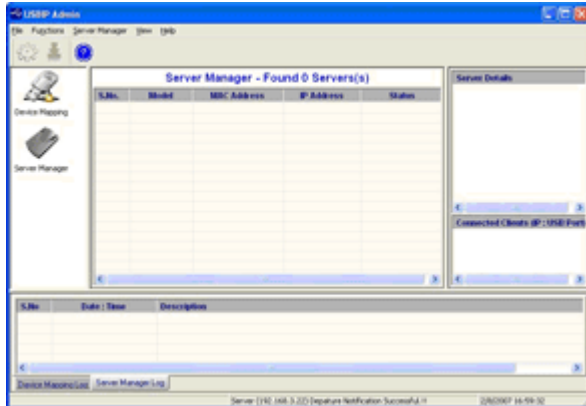 USBIP Admin
File Functions Server Manager View Help
Server Manager - Found 0 Servers(s)
Server Details
S.No. Model MAC Address IP Address Status
Device Mapping
Server Manager
Connected Clients (IP : USB Port
S.No Date : Time Description
Device Mapping Log Server Manager Log
Server (192.168.3.22) Depature Notification Successful.!! 2/8/2007 16:59:32